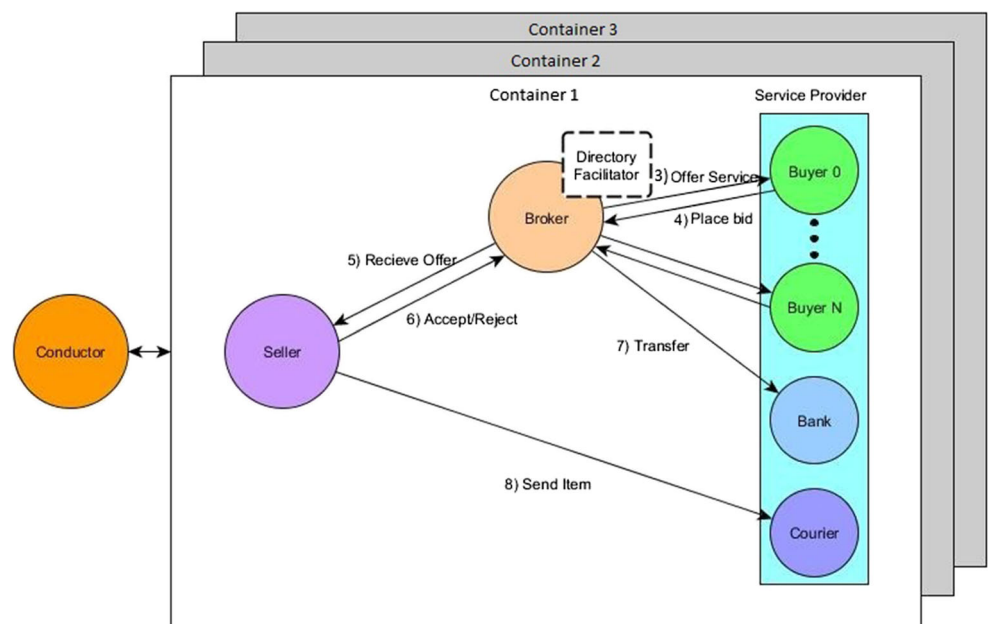 Container 3
Container 2
Container 1
Service Provider
Directory
Facilitator
3) Offer Service
Buyer 0
Broker
4) Place bid
5) Recieve Offer
Buyer N
6) Accept/Reject
7) Transfer
Conductor
Seller
Bank
8) Send Item
Courier